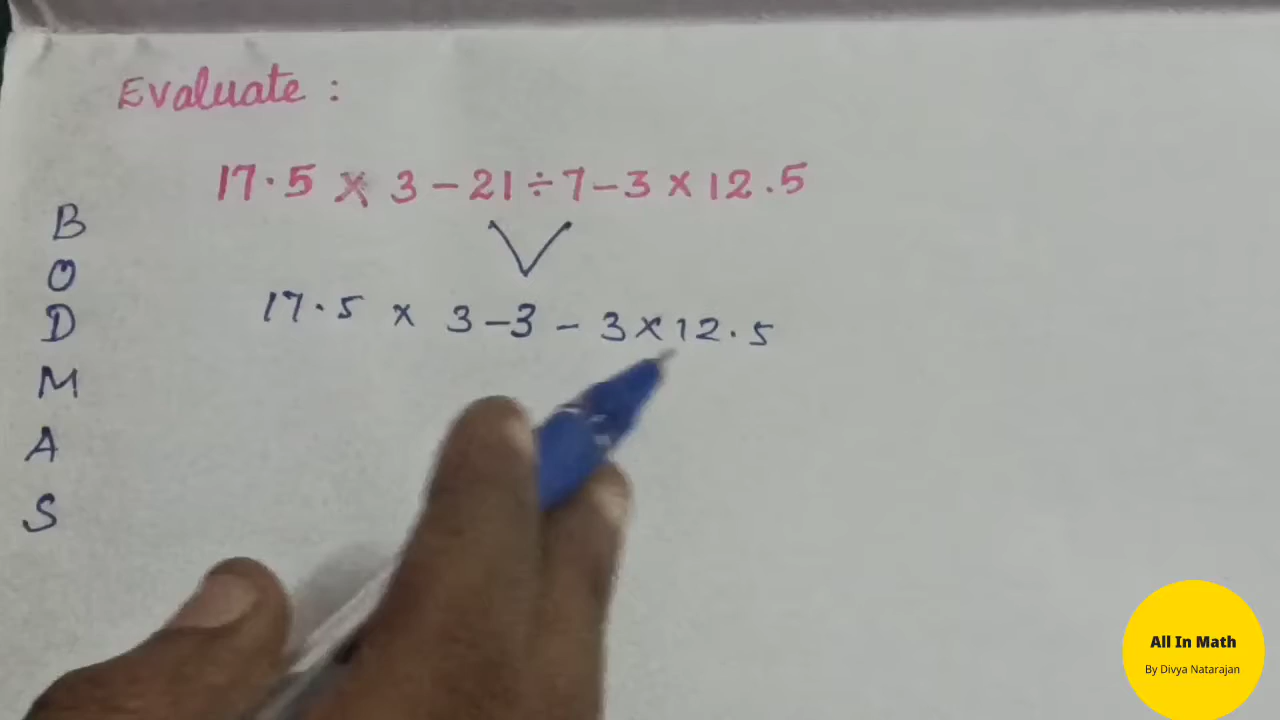 Evaluate :
17.5 × 3 - 21 ÷ 7 - 3 × 12.5
B
O
D
M
A
S
17.5 × 3 - 3 - 3 × 12.5
All In Math
By Divya Natarajan